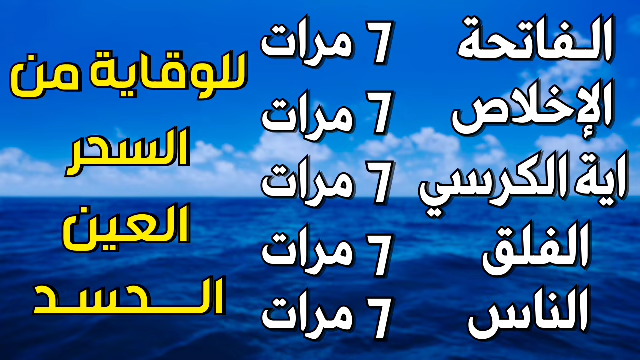 الفاتحة 7 مرات
الإخلاص 7 مرات
اية الكرسي 7 مرات
الفلق 7 مرات
الناس 7 مرات
للوقاية من
السحر
العين
الـــحسـد